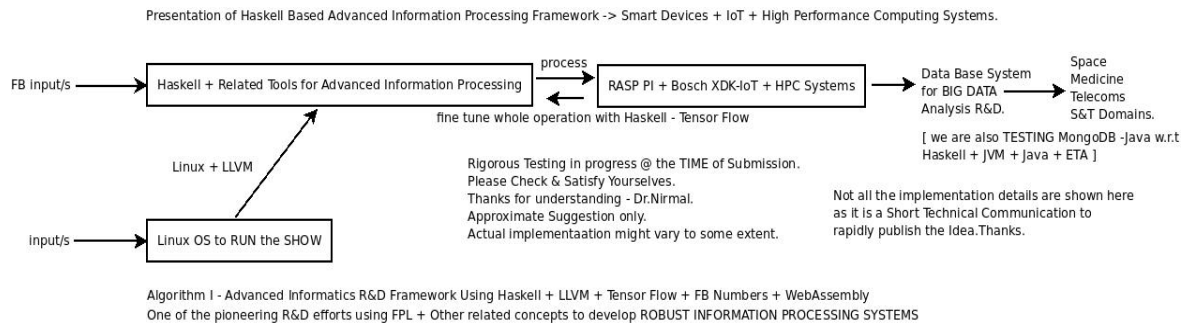 Presentation of Haskell Based Advanced Information Processing Framework -> Smart Devices + IoT + High Performance Computing Systems.
FB input/s
Haskell + Related Tools for Advanced Information Processing
process
RASP PI + Bosch XDK-IoT + HPC Systems
Data Base System
for BIG DATA
Analysis R&D.
Space
Medicine
Telecoms
S&T Domains.
fine tune whole operation with Haskell - Tensor Flow
[ we are also TESTING MongoDB -Java w.r.t
Haskell + JVM + Java + ETA ]
Linux + LLVM
Rigorous Testing in progress @ the TIME of Submission.
Please Check & Satisfy Yourselves.
Thanks for understanding - Dr.Nirmal.
Approximate Suggestion only.
Actual implementaation might vary to some extent.
Not all the implementation details are shown here
as it is a Short Technical Communication to
rapidly publish the Idea.Thanks.
input/s
Linux OS to RUN the SHOW
Algorithm I - Advanced Informatics R&D Framework Using Haskell + LLVM + Tensor Flow + FB Numbers + WebAssembly
One of the pioneering R&D efforts using FPL + Other related concepts to develop ROBUST INFORMATION PROCESSING SYSTEMS